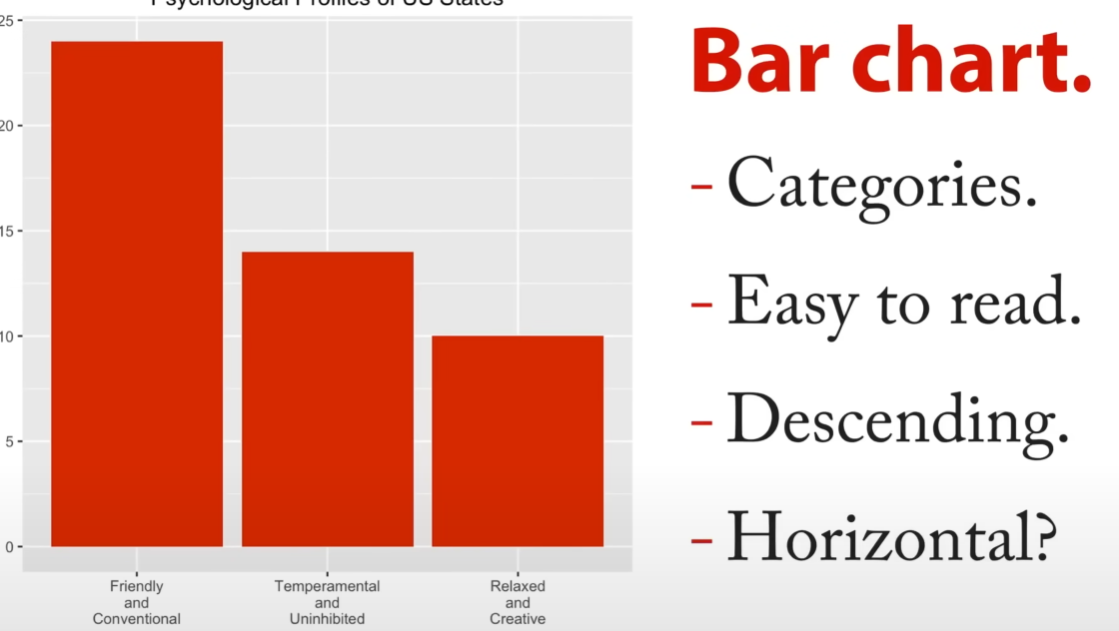 Psychological Profiles of US States
25
20
15
10
5
0
Friendly
and
Conventional
Temperamental
and
Uninhibited
Relaxed
and
Creative
Bar chart.
- Categories.
- Easy to read.
- Descending.
- Horizontal?